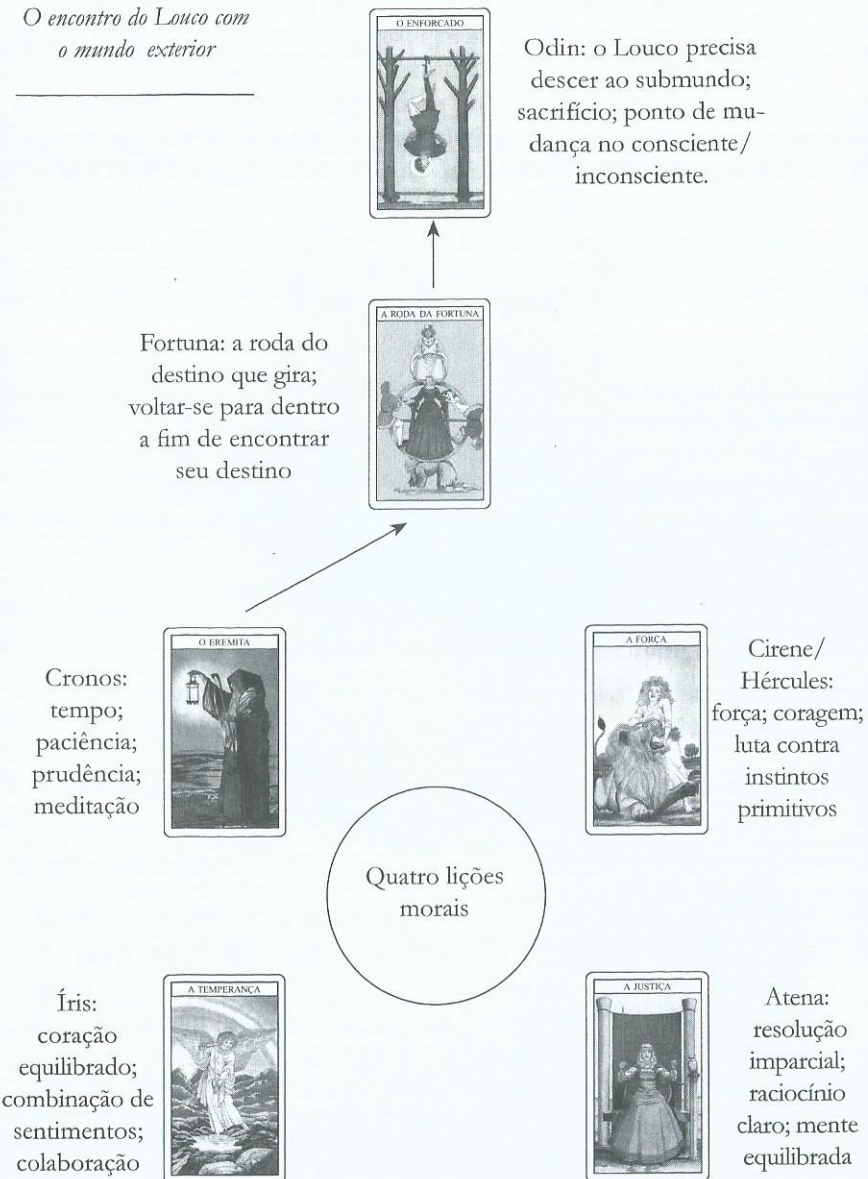 O encontro do Louco com
o mundo exterior
O ENFORCADO
Odin: o Louco precisa
descer ao submundo;
sacrifício; ponto de mu-
dança no consciente/
inconsciente.
A RODA DA FORTUNA
Fortuna: a roda do
destino que gira;
voltar-se para dentro
a fim de encontrar
seu destino
O EREMITA
Cronos:
tempo;
paciência;
prudência;
meditação
A FORÇA
Cirene/
Hércules:
força; coragem;
luta contra
instintos
primitivos
Quatro lições
morais
A TEMPERANÇA
Íris:
coração
equilibrado;
combinação de
sentimentos;
colaboração
A JUSTIÇA
Atena:
resolução
imparcial;
raciocínio
claro; mente
equilibrada